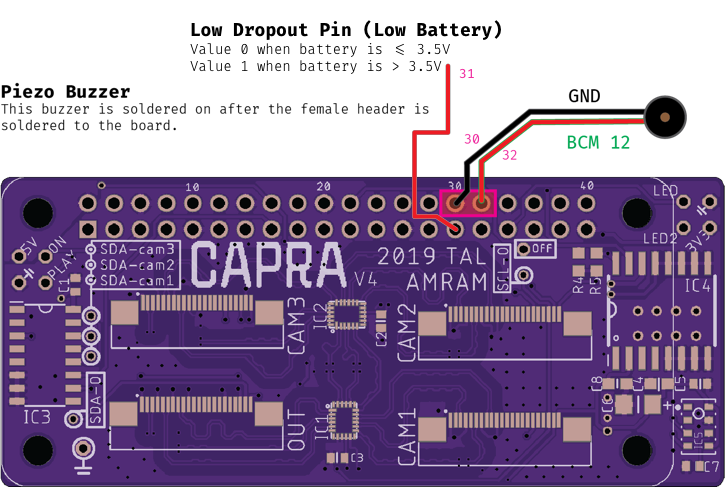 Low Dropout Pin (Low Battery)
Value 0 when battery is ≤ 3.5V
Value 1 when battery is > 3.5V
31
Piezo Buzzer
This buzzer is soldered on after the female header is
soldered to the board.
GND
30
32
BCM 12
10
20
30
40
LED
5V
ON
PLAY
SDA-cam3
SDA-cam2
SDA-cam1
CAPRA
V4
2019 TAL
AMRAM
SCL-0
OFF
LED2
3V3
C1
R4
R5
IC4
CAM3
IC2
C2
CAM2
IC3
SDA-0
OUT
IC1
C3
CAM1
C8
C4
C5
+
IC5
C7